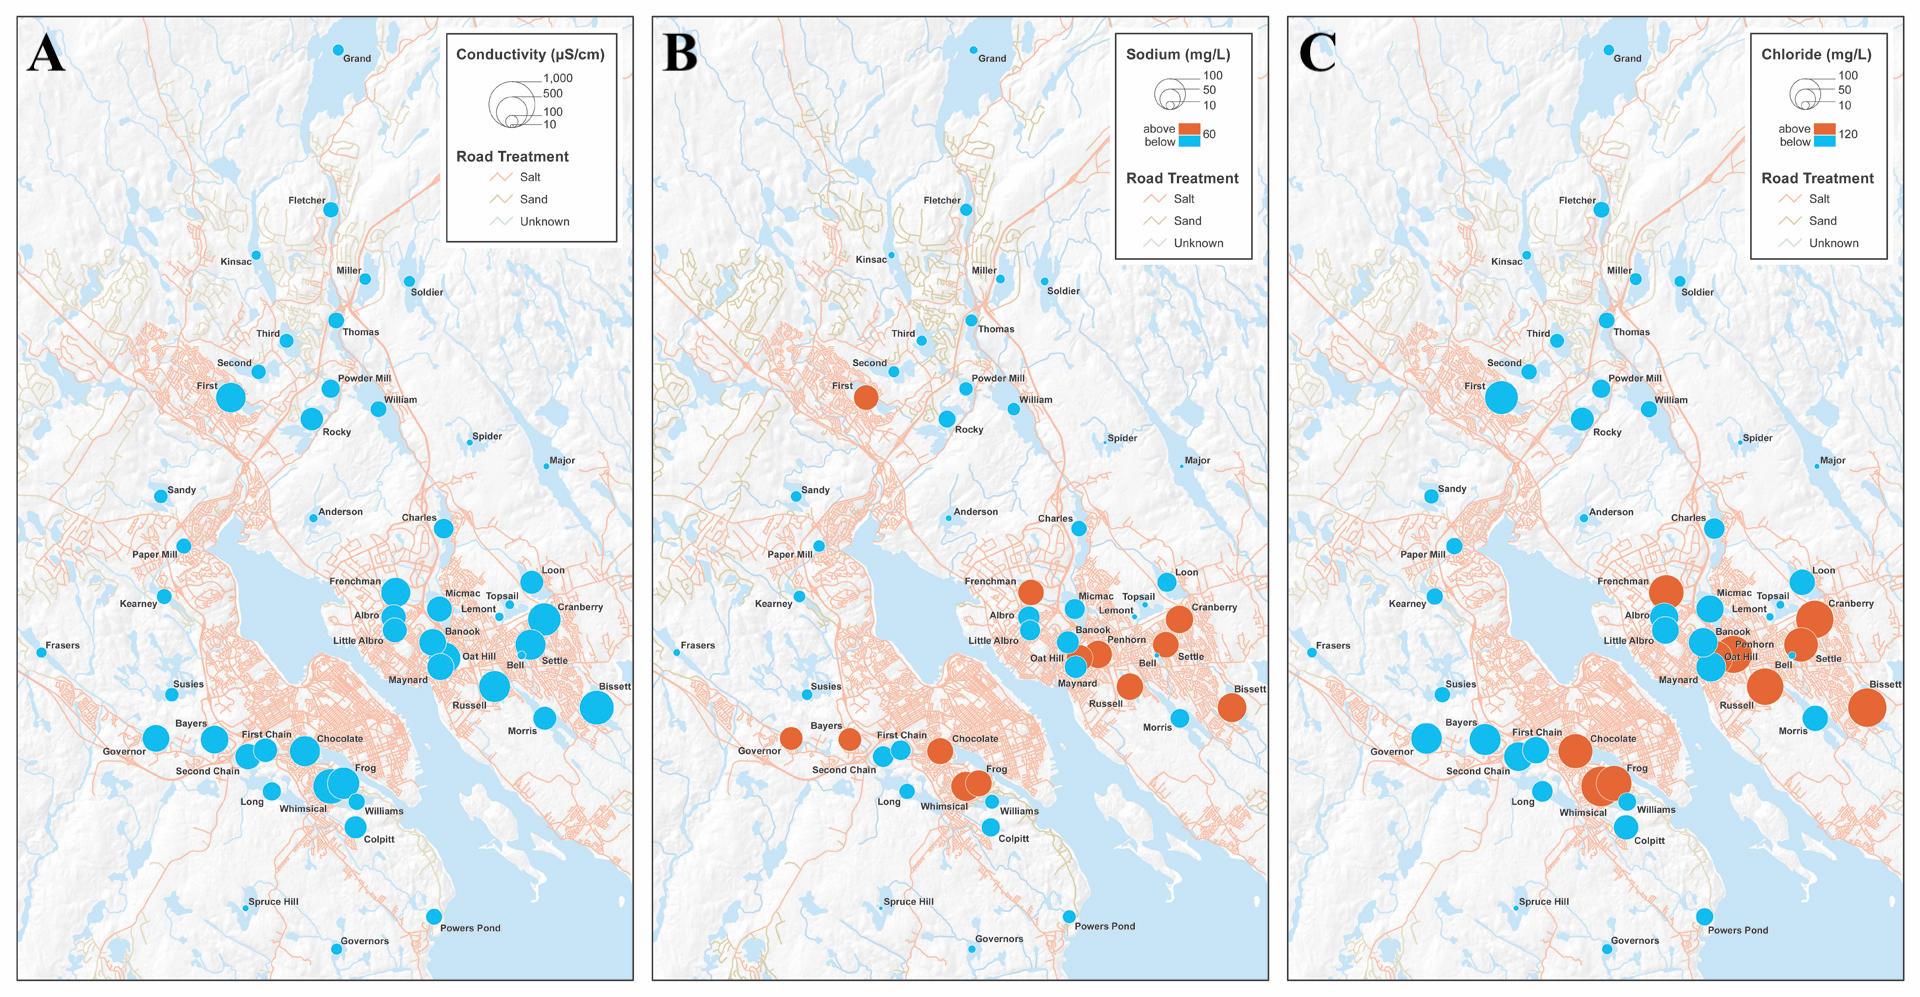 A
Conductivity (µS/cm)
1,000
500
100
10
Road Treatment
Salt
Sand
Unknown
Grand
Fletcher
Kinsac
Miller
Soldier
Third
Thomas
Second
First
Powder Mill
William
Rocky
Spider
Major
Sandy
Anderson
Charles
Paper Mill
Loon
Frenchman
Kearney
Micmac
Topsail
Lemont
Cranberry
Albro
Banook
Little Albro
Frasers
Oat Hill
Settle
Bell
Maynard
Susies
Bissett
Russell
Bayers
Morris
First Chain
Chocolate
Governor
Second Chain
Frog
Long
Whimsical
Williams
Colpitt
Spruce Hill
Powers Pond
Governors
B
Sodium (mg/L)
100
50
10
above
below
60
Road Treatment
Salt
Sand
Unknown
Grand
Fletcher
Kinsac
Miller
Soldier
Third
Thomas
Second
First
Powder Mill
William
Rocky
Spider
Major
Sandy
Anderson
Charles
Paper Mill
Loon
Frenchman
Kearney
Micmac
Topsail
Lemont
Cranberry
Albro
Banook
Little Albro
Penhorn
Frasers
Oat Hill
Settle
Bell
Maynard
Susies
Bissett
Russell
Bayers
Morris
First Chain
Chocolate
Governor
Second Chain
Frog
Long
Whimsical
Williams
Colpitt
Spruce Hill
Powers Pond
Governors
C
Chloride (mg/L)
100
50
10
above
below
120
Road Treatment
Salt
Sand
Unknown
Grand
Fletcher
Kinsac
Miller
Soldier
Third
Thomas
Second
First
Powder Mill
William
Rocky
Spider
Major
Sandy
Anderson
Charles
Paper Mill
Loon
Frenchman
Kearney
Micmac
Topsail
Lemont
Cranberry
Albro
Banook
Little Albro
Penhorn
Frasers
Oat Hill
Settle
Bell
Maynard
Susies
Bissett
Russell
Bayers
Morris
First Chain
Chocolate
Governor
Second Chain
Frog
Long
Whimsical
Williams
Colpitt
Spruce Hill
Powers Pond
Governors